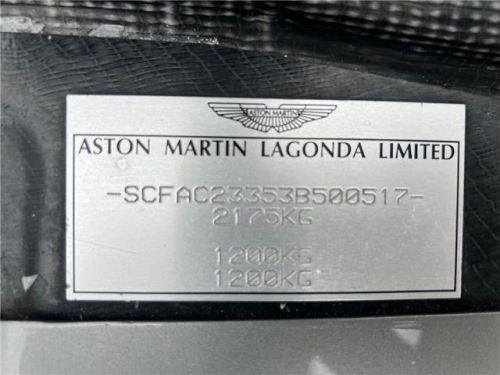 ASTON MARTIN
ASTON MARTIN LAGONDA LIMITED
-SCFAC23353B500517-
2175KG
1200KG
1200KG